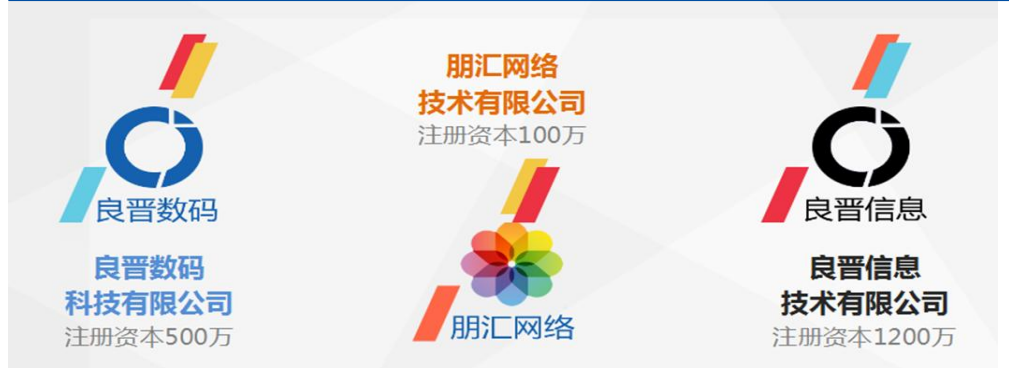 良晋数码
良晋数码
科技有限公司
注册资本500万
朋汇网络
技术有限公司
注册资本100万
朋汇网络
良晋信息
良晋信息
技术有限公司
注册资本1200万